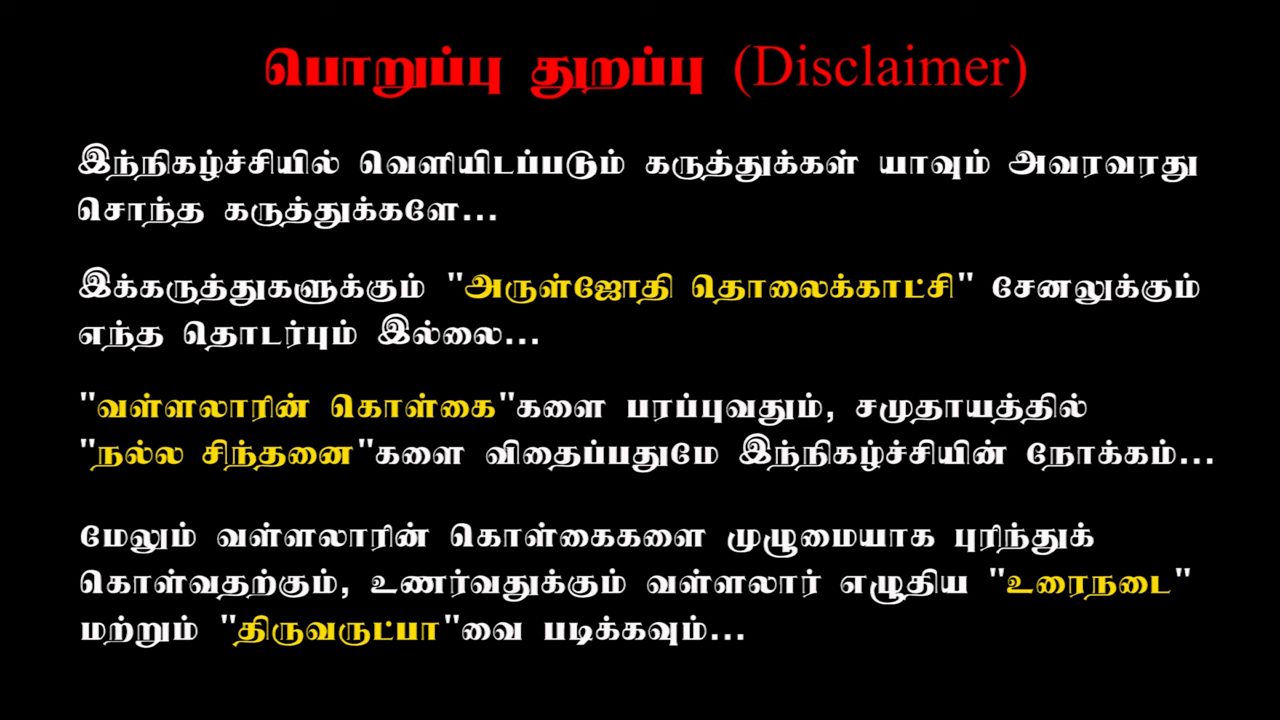 பொறுப்பு துறப்பு (Disclaimer)
இந்நிகழ்ச்சியில் வெளியிடப்படும் கருத்துக்கள் யாவும் அவரவரது
சொந்த கருத்துக்களே...
இக்கருத்துகளுக்கும் "அருள்ஜோதி தொலைக்காட்சி" சேனலுக்கும்
எந்த தொடர்பும் இல்லை...
"வள்ளலாரின் கொள்கை"களை பரப்புவதும், சமுதாயத்தில்
"நல்ல சிந்தனை"களை விதைப்பதுமே இந்நிகழ்ச்சியின் நோக்கம்...
மேலும் வள்ளலாரின் கொள்கைகளை முழுமையாக புரிந்துக்
கொள்வதற்கும், உணர்வதுக்கும் வள்ளலார் எழுதிய "உரைநடை"
மற்றும் "திருவருட்பா"வை படிக்கவும்...